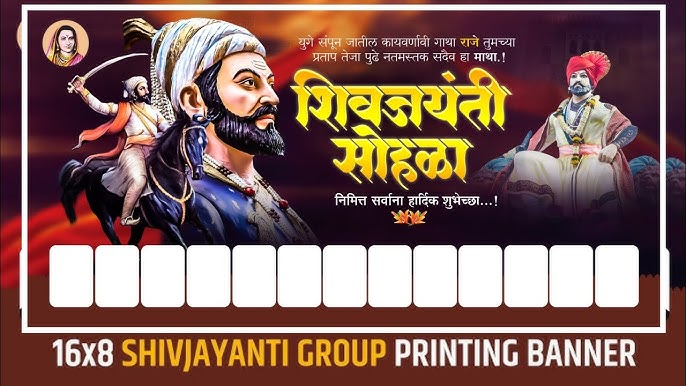 युगे संपून जातील कायवर्णावी गाथा राजे तुमच्या
प्रताप तेजा पुढे नतमस्तक सदैव हा माथा.!
शिवजयंती
सोहळा
निमित्त सर्वांना हार्दिक शुभेच्छा...!
16x8 SHIVJAYANTI GROUP PRINTING BANNER